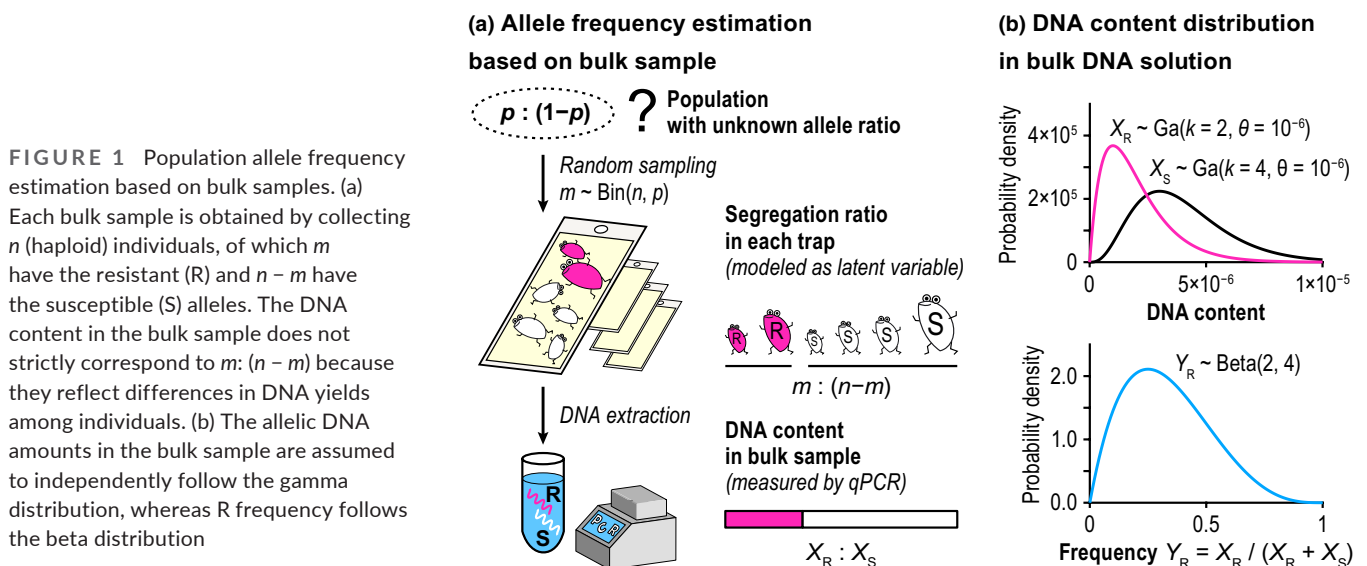 FIGURE 1 Population allele frequency
estimation based on bulk samples. (a)
Each bulk sample is obtained by collecting
n (haploid) individuals, of which m
have the resistant (R) and n − m have
the susceptible (S) alleles. The DNA
content in the bulk sample does not
strictly correspond to m: (n − m) because
they reflect differences in DNA yields
among individuals. (b) The allelic DNA
amounts in the bulk sample are assumed
to independently follow the gamma
distribution, whereas R frequency follows
the beta distribution
(a) Allele frequency estimation
based on bulk sample
p : (1−p)
?
Population
with unknown allele ratio
Random sampling
m ~ Bin(n, p)
Segregation ratio
in each trap
(modeled as latent variable)
R R S S S S
m : (n−m)
DNA extraction
DNA content
in bulk sample
(measured by qPCR)
R
S
PCR
X_R : X_S
(b) DNA content distribution
in bulk DNA solution
Probability density
4×10⁵
2×10⁵
0
X_R ~ Ga(k = 2, θ = 10⁻⁶)
X_S ~ Ga(k = 4, θ = 10⁻⁶)
0 5×10⁻⁶ 1×10⁻⁵
DNA content
Probability density
2.0
1.0
0.0
Y_R ~ Beta(2, 4)
0 0.5 1
Frequency Y_R = X_R / (X_R + X_S)